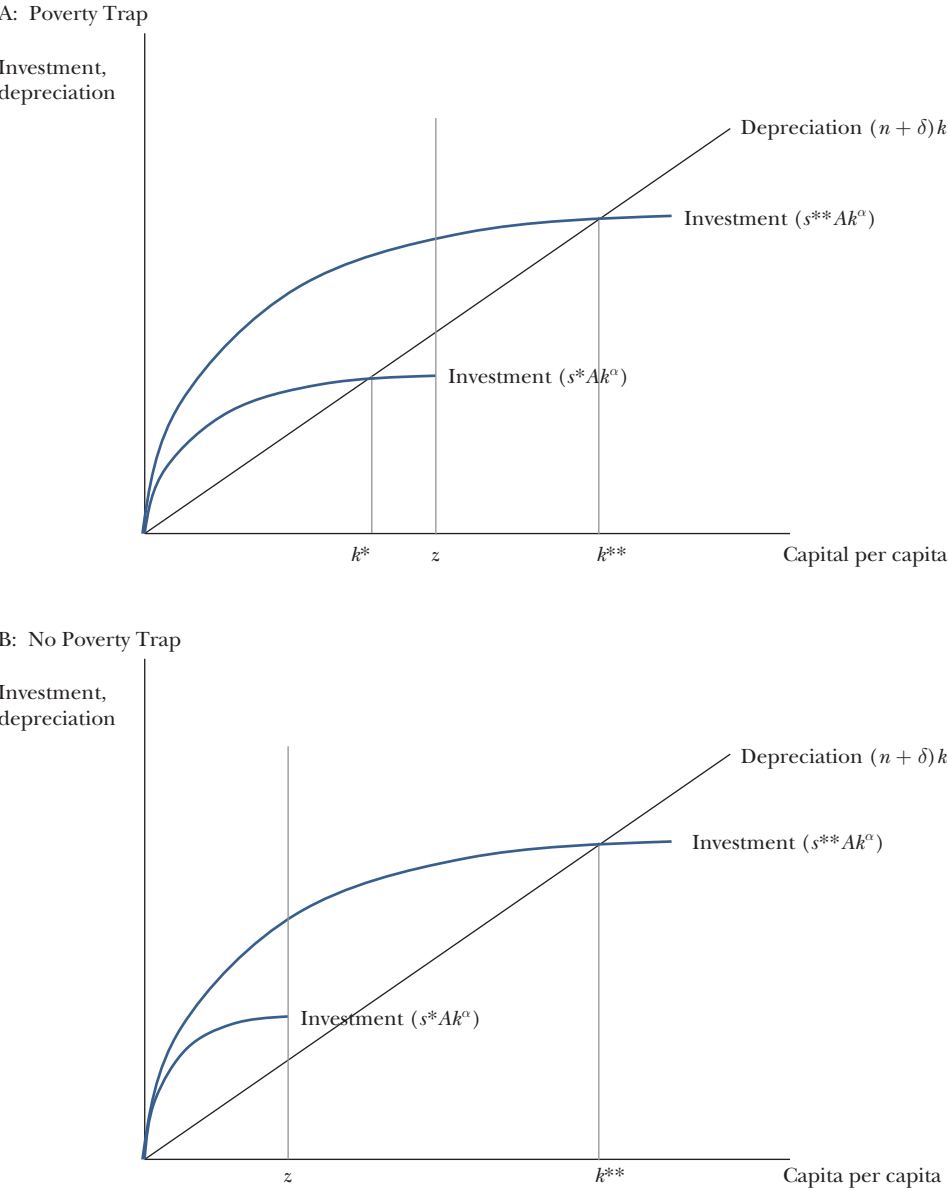 A: Poverty Trap
Investment,
depreciation
Depreciation (n + δ)k
Investment (s**Ak^α)
Investment (s*Ak^α)
k*
z
k**
Capital per capita
B: No Poverty Trap
Investment,
depreciation
Depreciation (n + δ)k
Investment (s**Ak^α)
Investment (s*Ak^α)
z
k**
Capita per capita